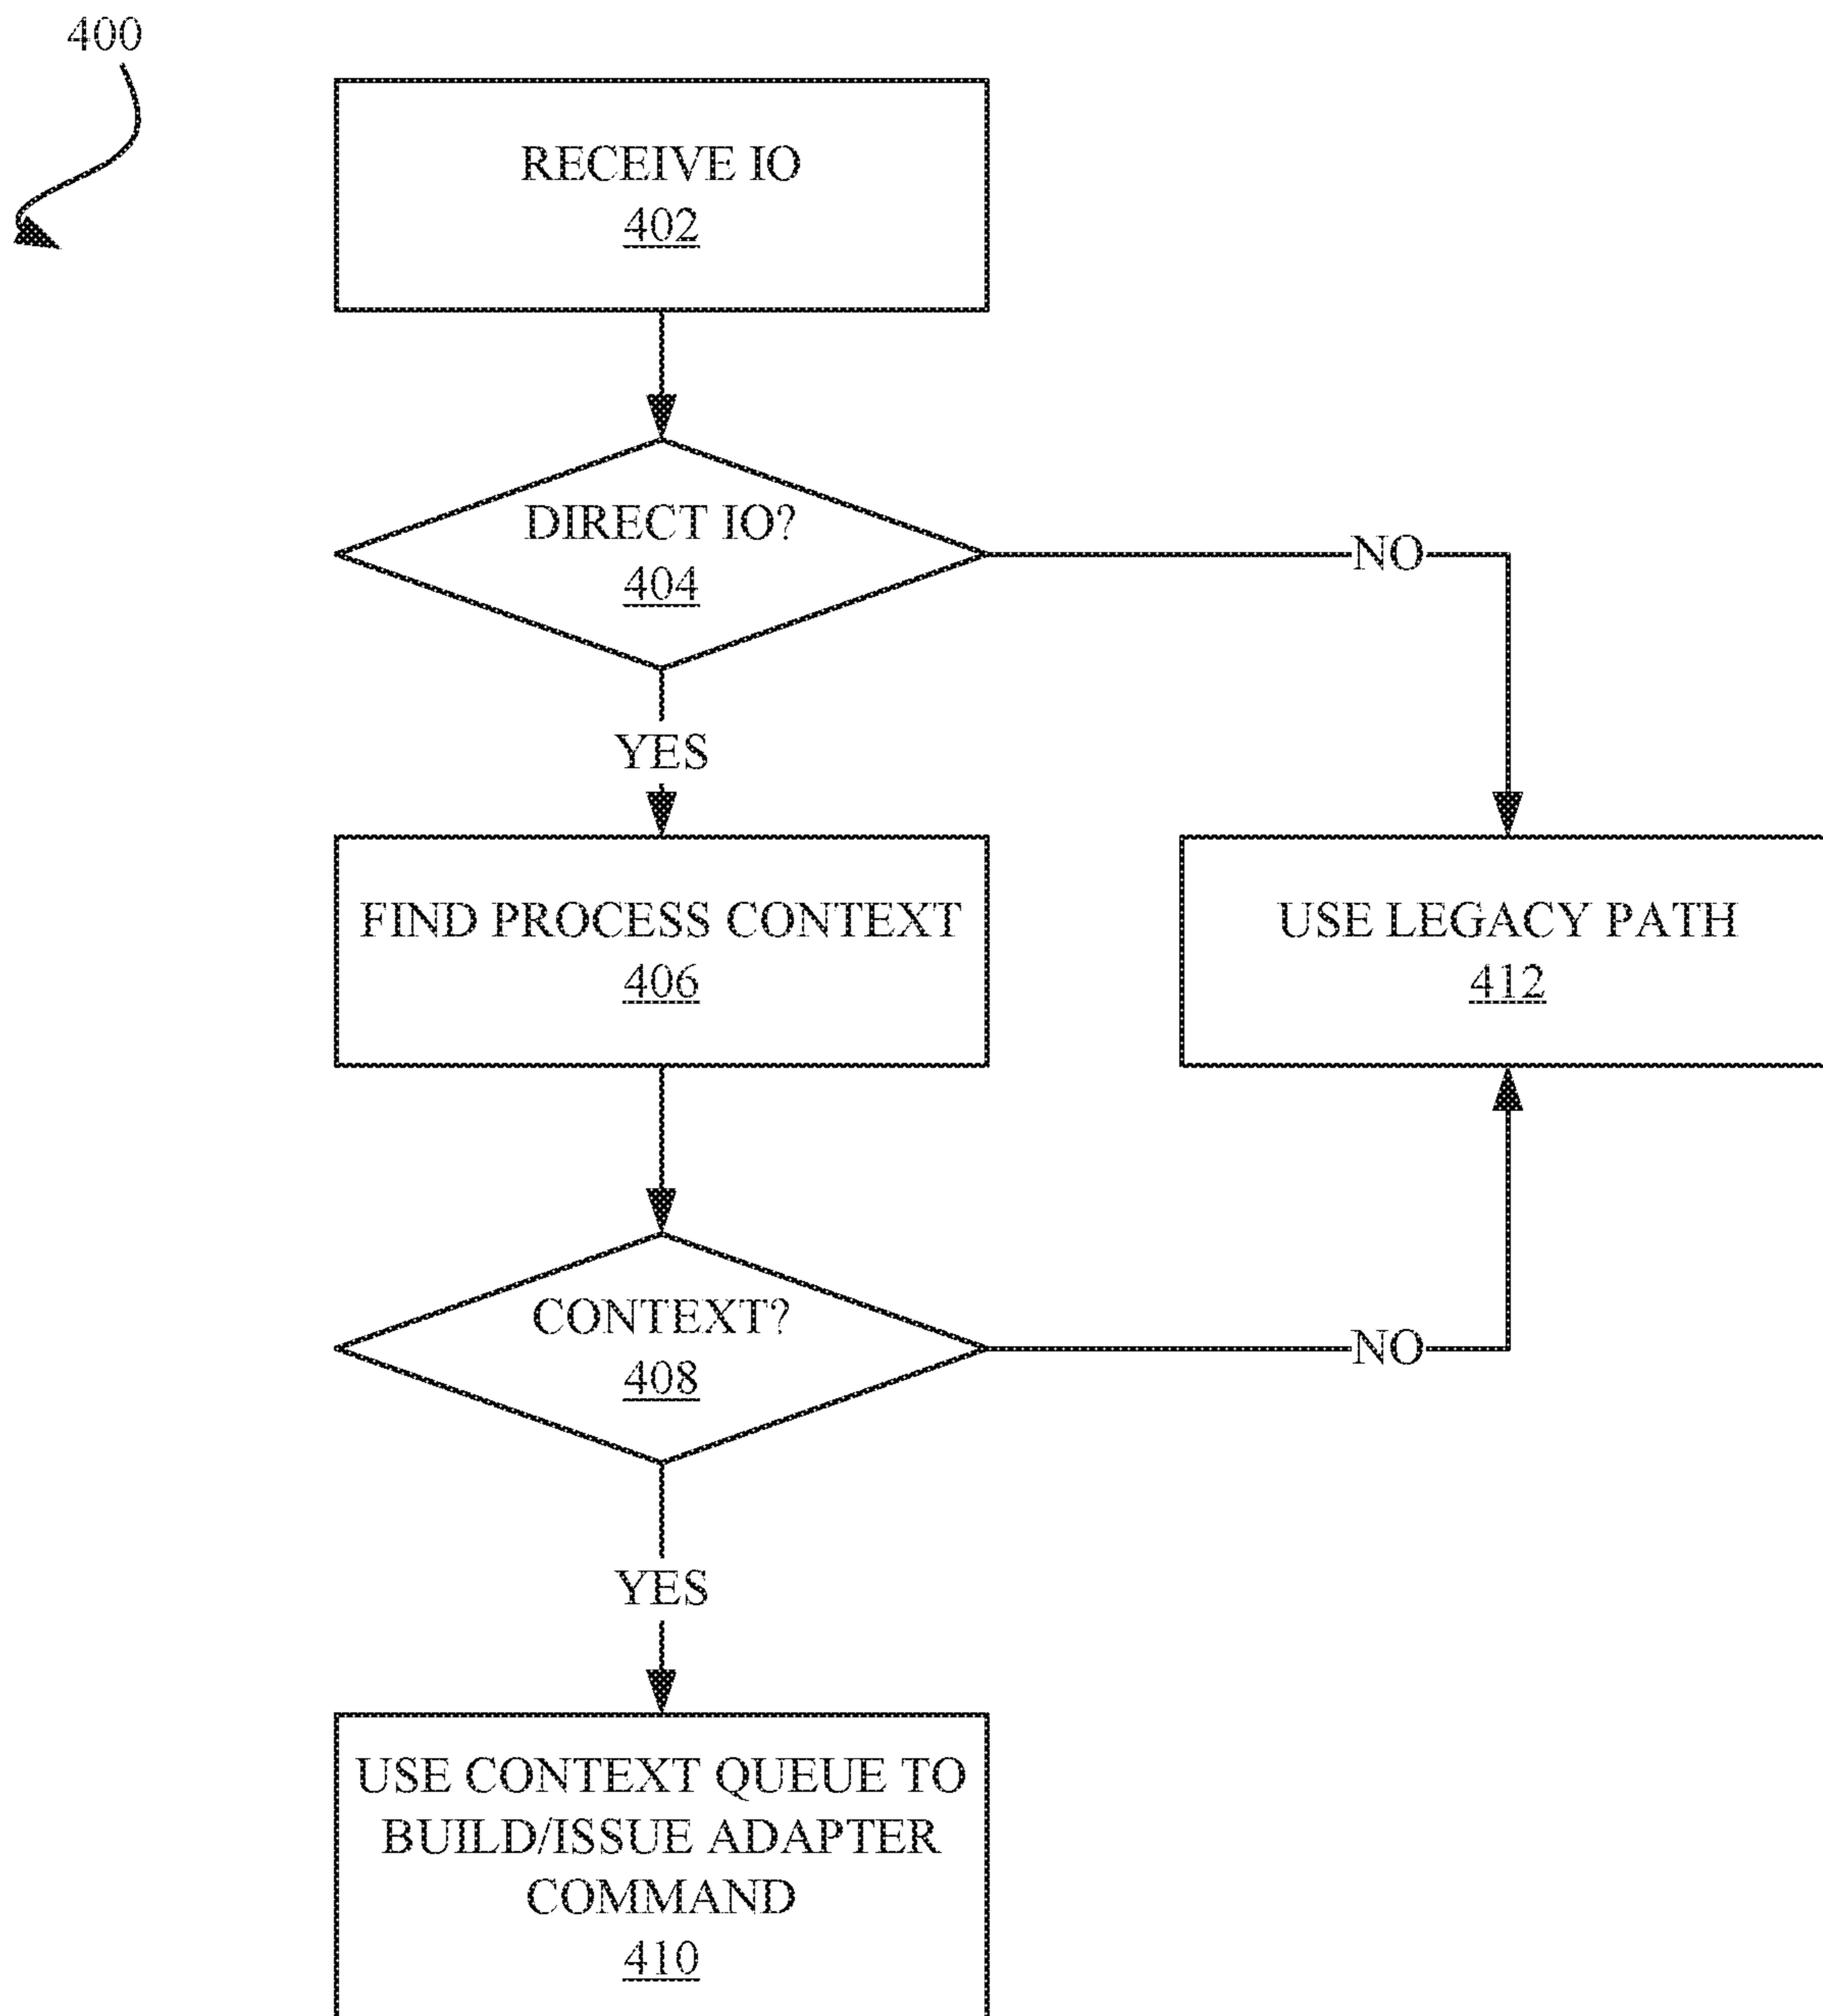 400
RECEIVE IO
402
DIRECT IO?
404
NO
YES
FIND PROCESS CONTEXT
406
USE LEGACY PATH
412
CONTEXT?
408
NO
YES
USE CONTEXT QUEUE TO
BUILD/ISSUE ADAPTER
COMMAND
410